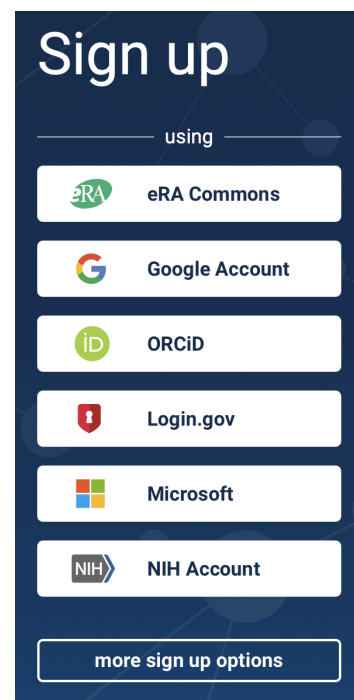 Sign up
using
eRA eRA Commons
G Google Account
iD ORCiD
Login.gov
Microsoft
NIH NIH Account
more sign up options